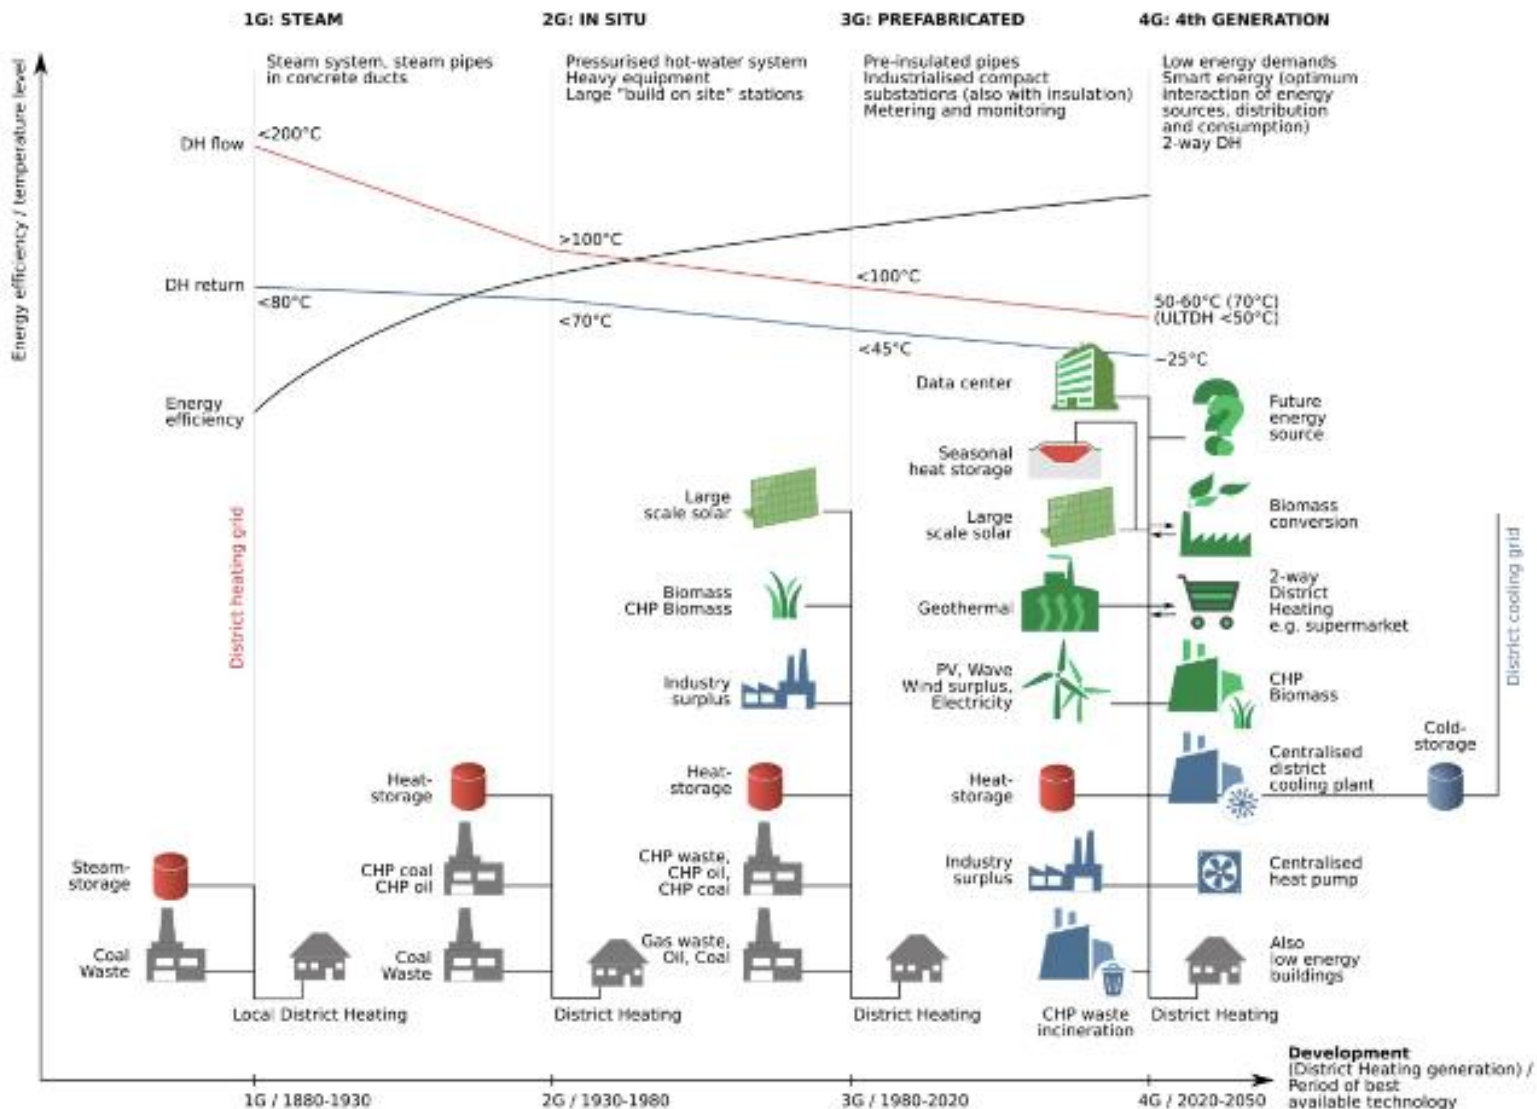 1G: STEAM
2G: IN SITU
3G: PREFABRICATED
4G: 4th GENERATION
Steam system, steam pipes
in concrete ducts
Pressurised hot-water system
Heavy equipment
Large "build on site" stations
Pre-insulated pipes
Industrialised compact
substations (also with insulation)
Metering and monitoring
Low energy demands
Smart energy (optimum
interaction of energy
sources, distribution
and consumption)
2-way DH
Energy efficiency / temperature level
DH flow
<200°C
>100°C
<100°C
50-60°C (70°C)
(ULTDH <50°C)
DH return
<80°C
<70°C
<45°C
~25°C
Energy
efficiency
District heating grid
Steam-
storage
Coal
Waste
Local District Heating
Heat-
storage
CHP coal
CHP oil
Coal
Waste
District Heating
Large
scale solar
Biomass
CHP Biomass
Industry
surplus
Heat-
storage
CHP waste,
CHP oil,
CHP coal
Gas waste,
Oil, Coal
District Heating
Data center
Seasonal
heat storage
Large
scale solar
Geothermal
PV, Wave
Wind surplus,
Electricity
Heat-
storage
Industry
surplus
CHP waste
incineration
Future
energy
source
Biomass
conversion
2-way
District
Heating
e.g. supermarket
CHP
Biomass
Centralised
district
cooling plant
Centralised
heat pump
Also
low energy
buildings
District Heating
Cold-
storage
District cooling grid
Development
(District Heating generation) /
Period of best
available technology
1G / 1880-1930
2G / 1930-1980
3G / 1980-2020
4G / 2020-2050